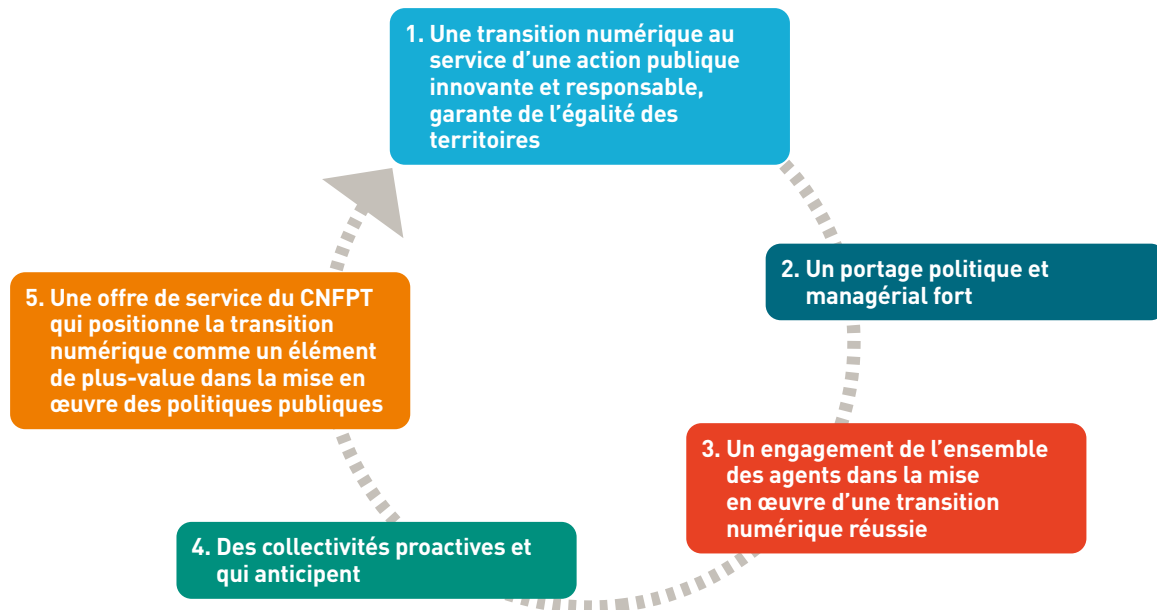 1. Une transition numérique au
service d’une action publique
innovante et responsable,
garante de l’égalité des
territoires
2. Un portage politique et
managérial fort
3. Un engagement de l’ensemble
des agents dans la mise
en œuvre d’une transition
numérique réussie
4. Des collectivités proactives et
qui anticipent
5. Une offre de service du CNFPT
qui positionne la transition
numérique comme un élément
de plus-value dans la mise en
œuvre des politiques publiques